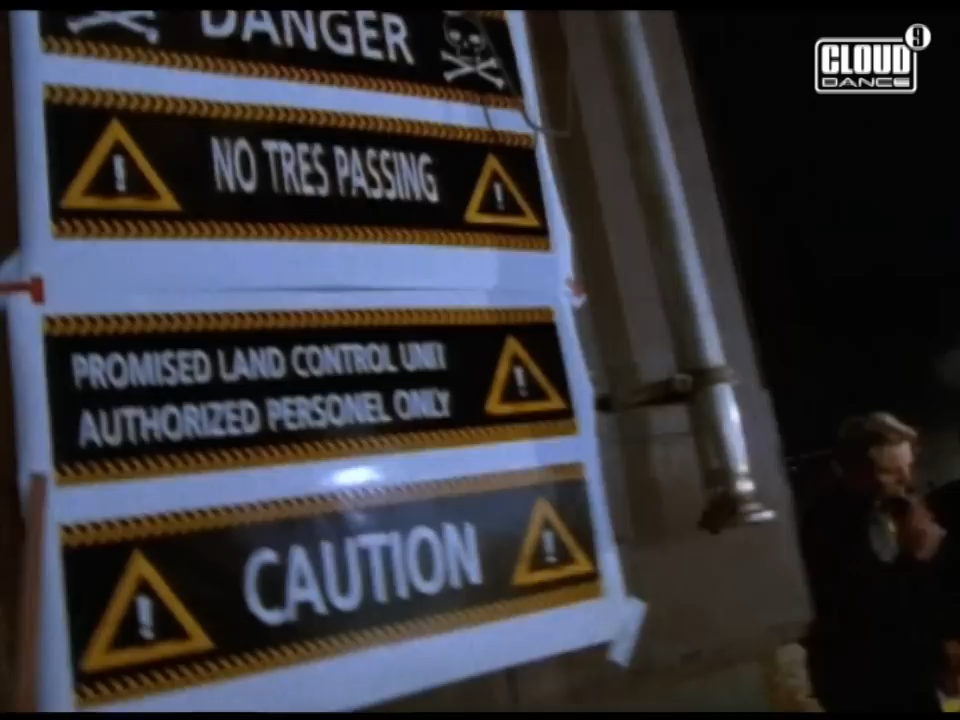 DANGER
CLOUD 9
DANCE
NO TRES PASSING
PROMISED LAND CONTROL UNIT
AUTHORIZED PERSONEL ONLY
CAUTION